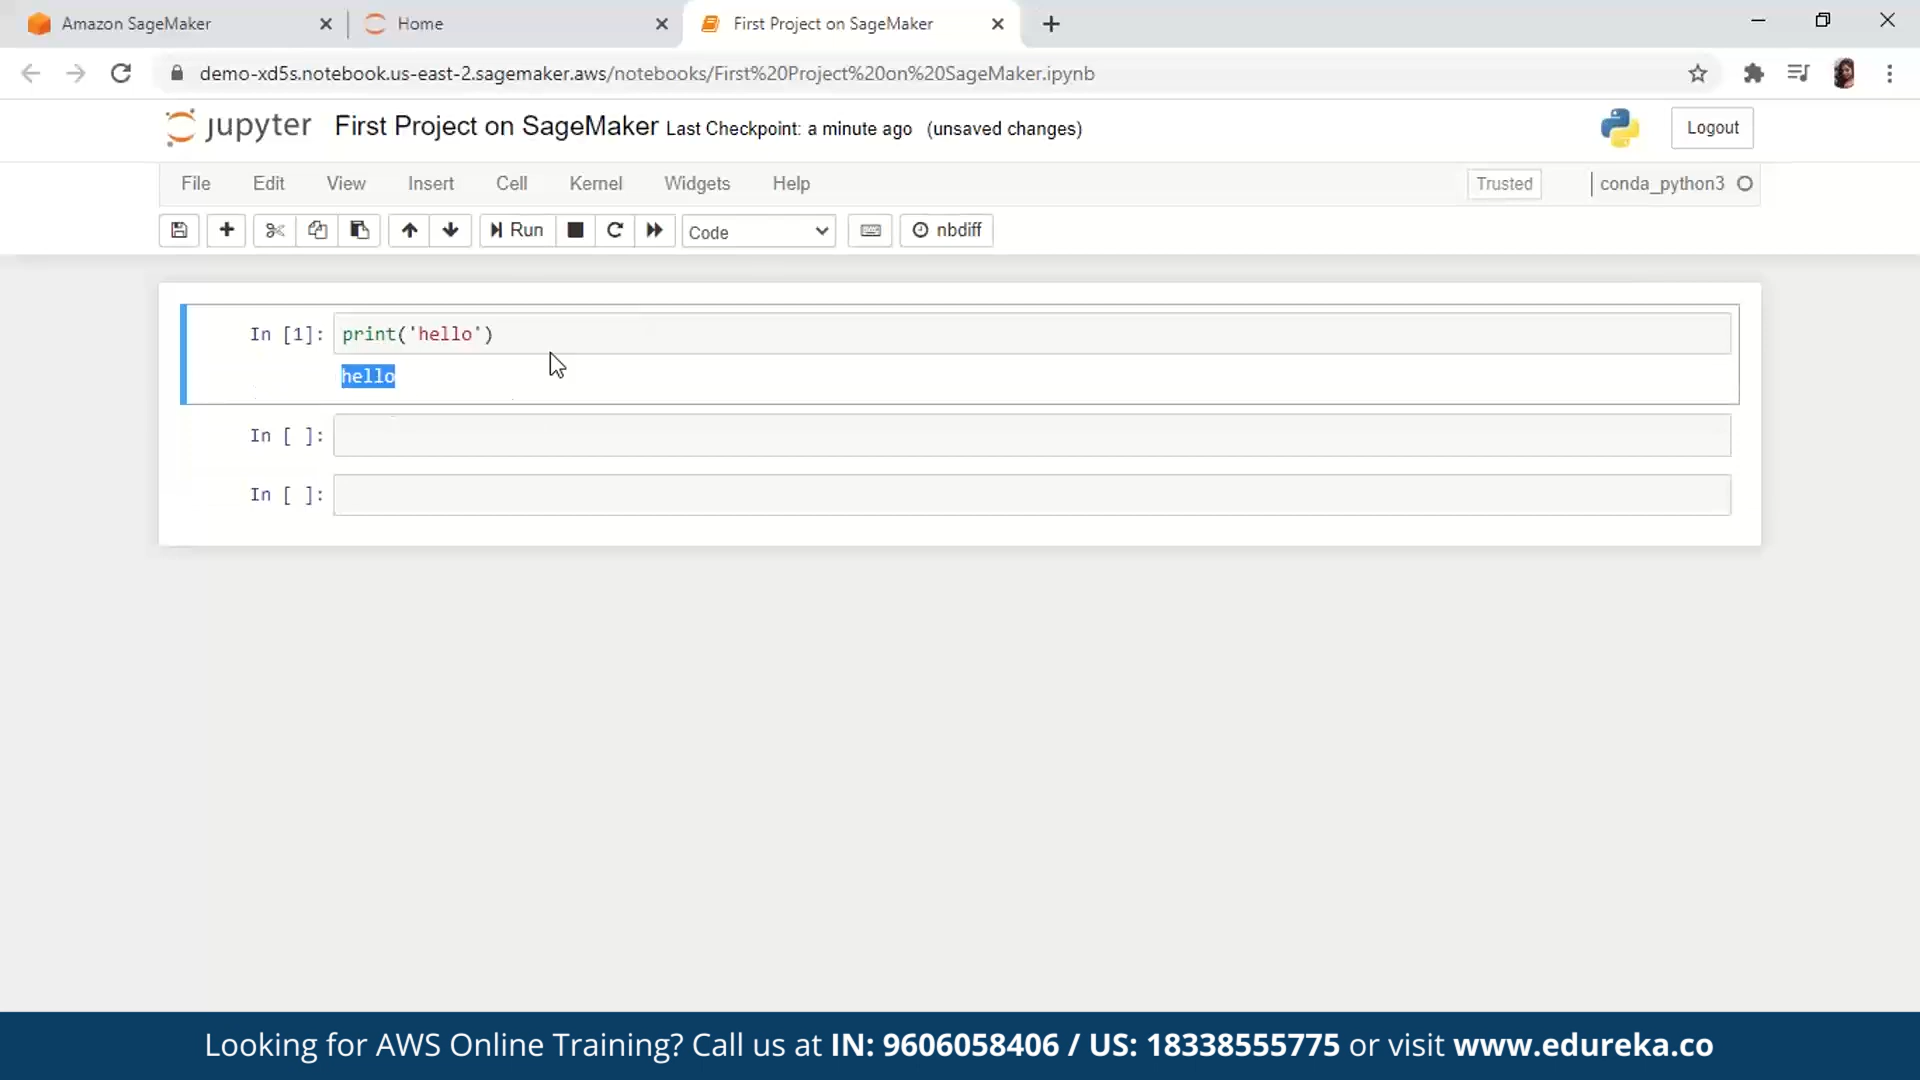 Amazon SageMaker Home First Project on SageMaker
demo-xd5s.notebook.us-east-2.sagemaker.aws/notebooks/First%20Project%20on%20SageMaker.ipynb
jupyter First Project on SageMaker Last Checkpoint: a minute ago (unsaved changes) Logout
File Edit View Insert Cell Kernel Widgets Help Trusted conda_python3
Run Code nbdiff
In [1]: print('hello')
hello
In [ ]:
In [ ]:
Looking for AWS Online Training? Call us at IN: 9606058406 / US: 18338555775 or visit www.edureka.co